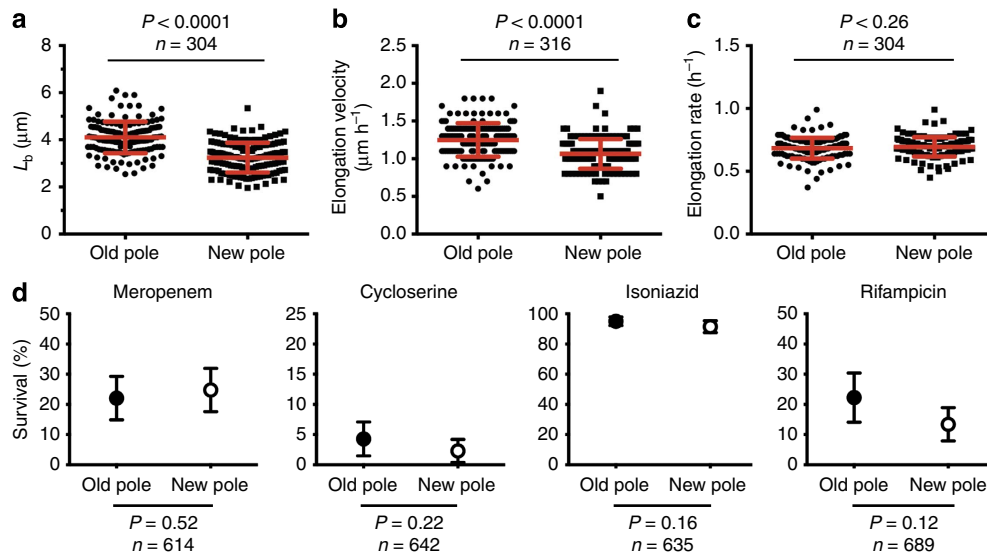 a
P < 0.0001
n = 304
8
6
4
2
0
L_b (μm)
Old pole
New pole
b
P < 0.0001
n = 316
2.5
2.0
1.5
1.0
0.5
0.0
Elongation velocity
(μm h⁻¹)
Old pole
New pole
c
P < 0.26
n = 304
1.5
1.0
0.5
0
Elongation rate (h⁻¹)
Old pole
New pole
d
Meropenem
50
40
30
20
10
0
Survival (%)
Old pole
New pole
P = 0.52
n = 614
Cycloserine
25
20
15
10
5
0
Old pole
New pole
P = 0.22
n = 642
Isoniazid
100
80
60
40
20
0
Old pole
New pole
P = 0.16
n = 635
Rifampicin
50
40
30
20
10
0
Old pole
New pole
P = 0.12
n = 689